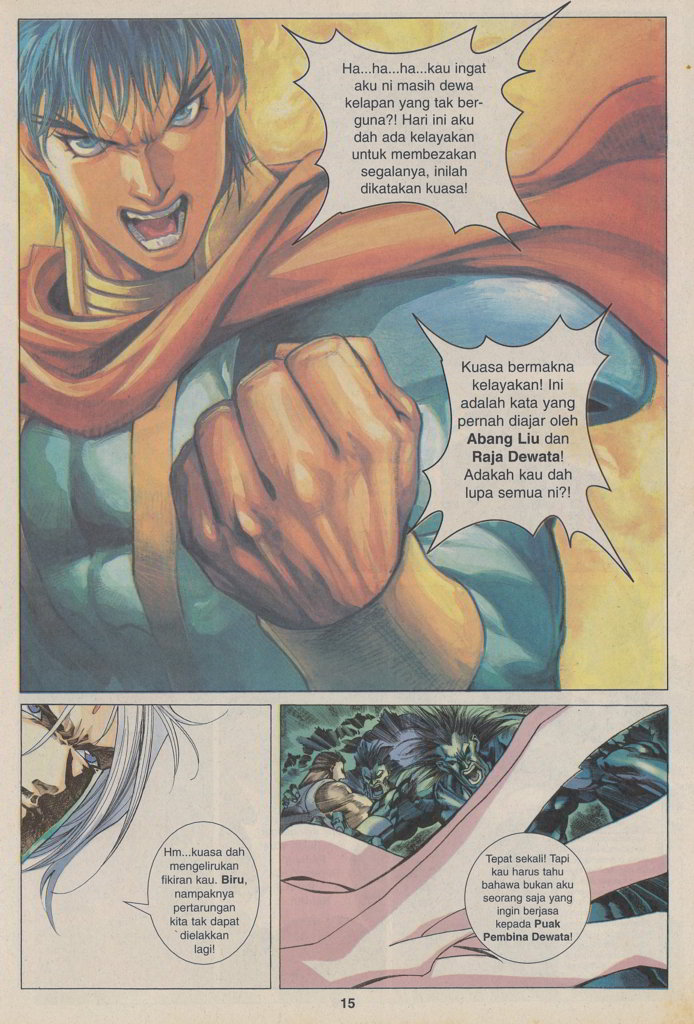 Ha...ha...ha...kau ingat
aku ni masih dewa
kelapan yang tak ber-
guna?! Hari ini aku
dah ada kelayakan
untuk membezakan
segalanya, inilah
dikatakan kuasa!
Kuasa bermakna
kelayakan! Ini
adalah kata yang
pernah diajar oleh
Abang Liu dan
Raja Dewata!
Adakah kau dah
lupa semua ni?!
Hm...kuasa dah
mengelirukan
fikiran kau. Biru,
nampaknya
pertarungan
kita tak dapat
`dielakkan
lagi!
Tepat sekali! Tapi
kau harus tahu
bahawa bukan aku
seorang saja yang
ingin berjasa
kepada Puak
Pembina Dewata!
15